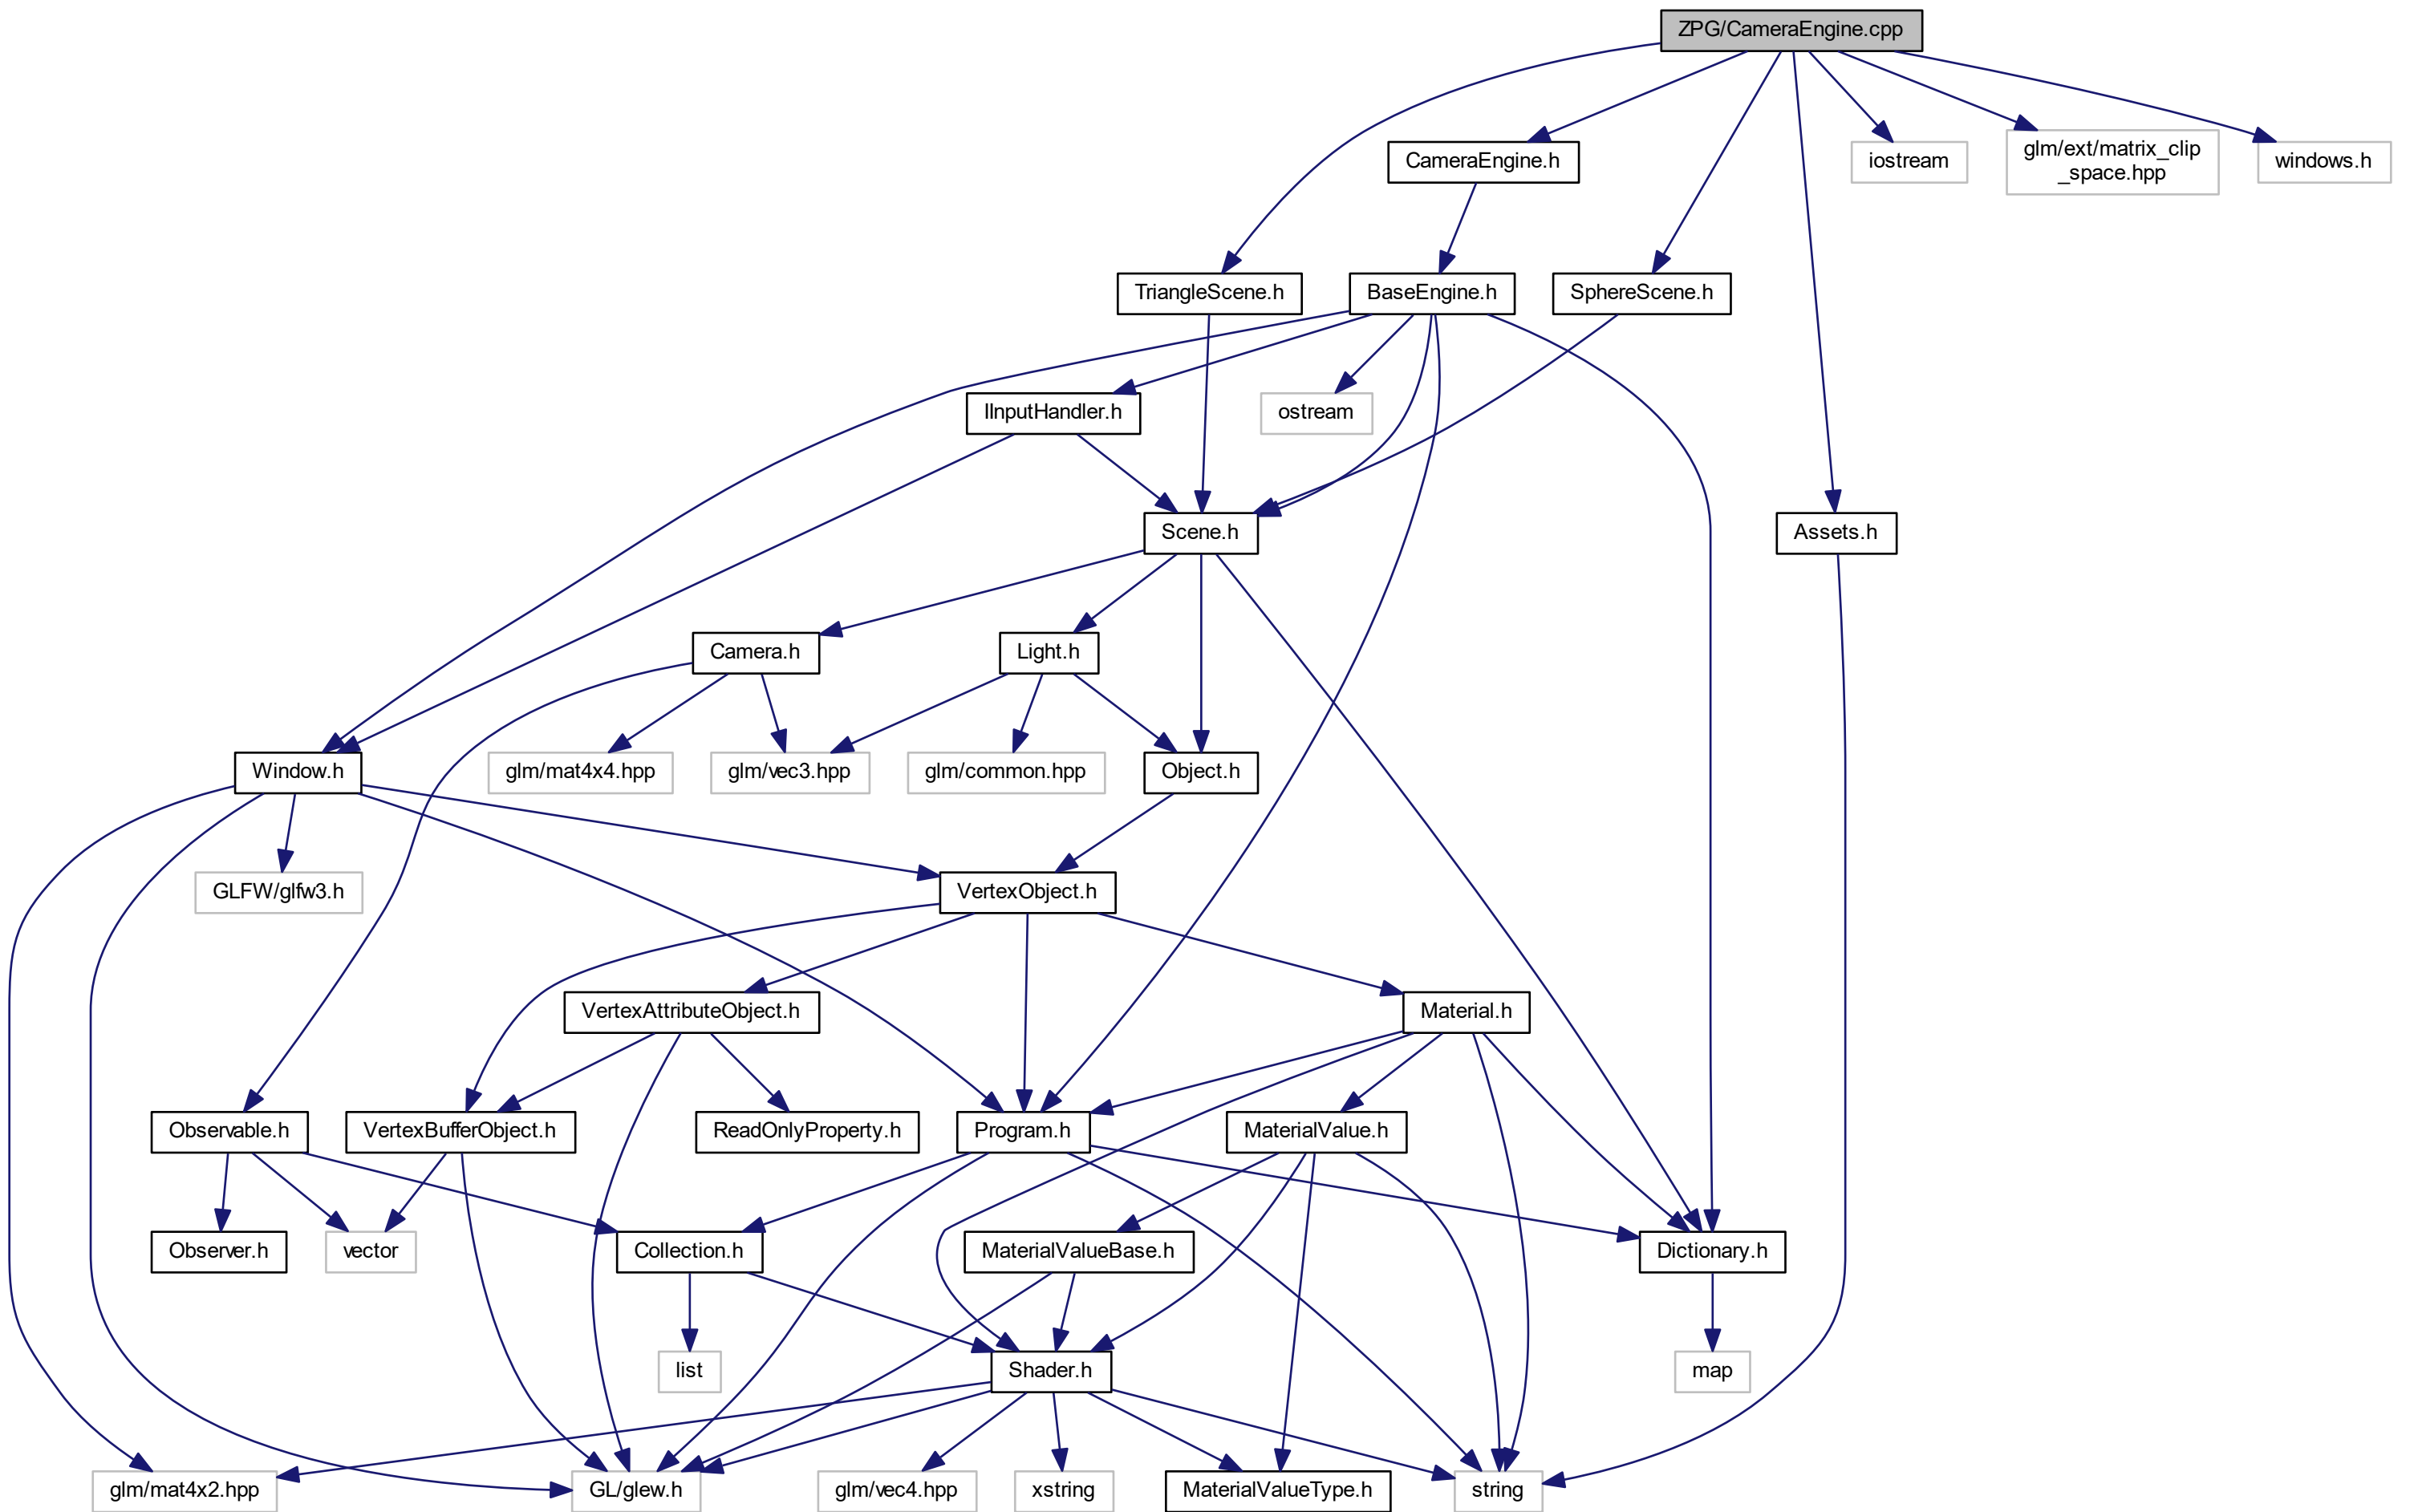 ZPG/CameraEngine.cpp
CameraEngine.h
iostream
glm/ext/matrix_clip
_space.hpp
windows.h
TriangleScene.h
BaseEngine.h
SphereScene.h
IInputHandler.h
ostream
Scene.h
Assets.h
Camera.h
Light.h
Window.h
glm/mat4x4.hpp
glm/vec3.hpp
glm/common.hpp
Object.h
GLFW/glfw3.h
VertexObject.h
VertexAttributeObject.h
Material.h
Observable.h
VertexBufferObject.h
ReadOnlyProperty.h
Program.h
MaterialValue.h
Observer.h
vector
Collection.h
MaterialValueBase.h
Dictionary.h
list
Shader.h
map
glm/mat4x2.hpp
GL/glew.h
glm/vec4.hpp
xstring
MaterialValueType.h
string